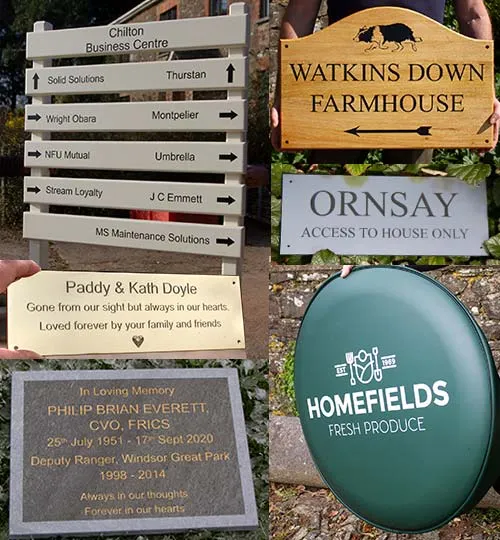 Chilton
Business Centre
Solid Solutions Thurstan
Wright Obara Montpelier
NFU Mutual Umbrella
Stream Loyalty J C Emmett
MS Maintenance Solutions
Paddy & Kath Doyle
Gone from our sight but always in our hearts.
Loved forever by your family and friends
In Loving Memory
PHILIP BRIAN EVERETT,
CVO, FRICS
25th July 1951 - 17th Sept 2020
Deputy Ranger, Windsor Great Park
1998 - 2014
Always in our thoughts
Forever in our hearts
WATKINS DOWN
FARMHOUSE
ORNSAY
ACCESS TO HOUSE ONLY
EST 1969
HOMEFIELDS
FRESH PRODUCE